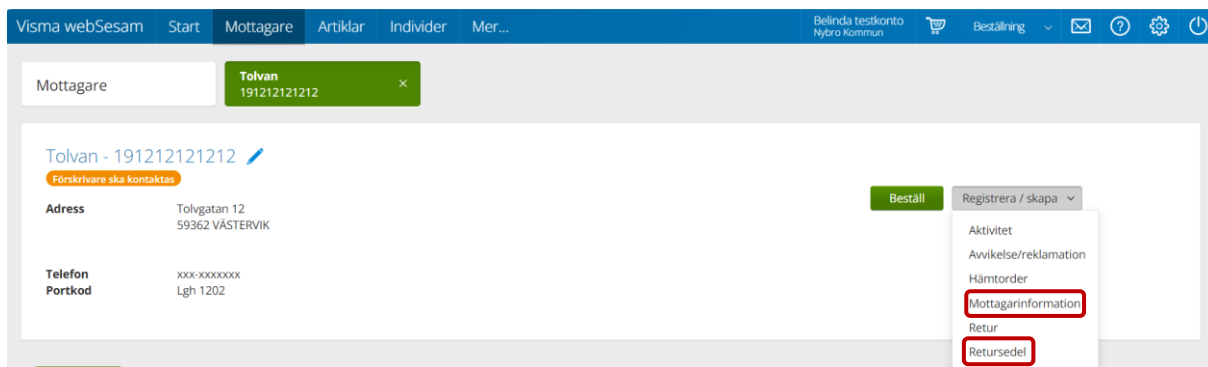 Visma webSesam Start Mottagare Artiklar Individer Mer...
Belinda testkonto
Nybro Kommun
Beställning
Mottagare
Tolvan
191212121212
Tolvan - 191212121212
Förskrivare ska kontaktas
Adress Tolvgatan 12
59362 VÄSTERVIK
Telefon xxx-xxxxxxx
Portkod Lgh 1202
Beställ Registrera / skapa
Aktivitet
Avvikelse/reklamation
Hämtorder
Mottagarinformation
Retur
Retursedel